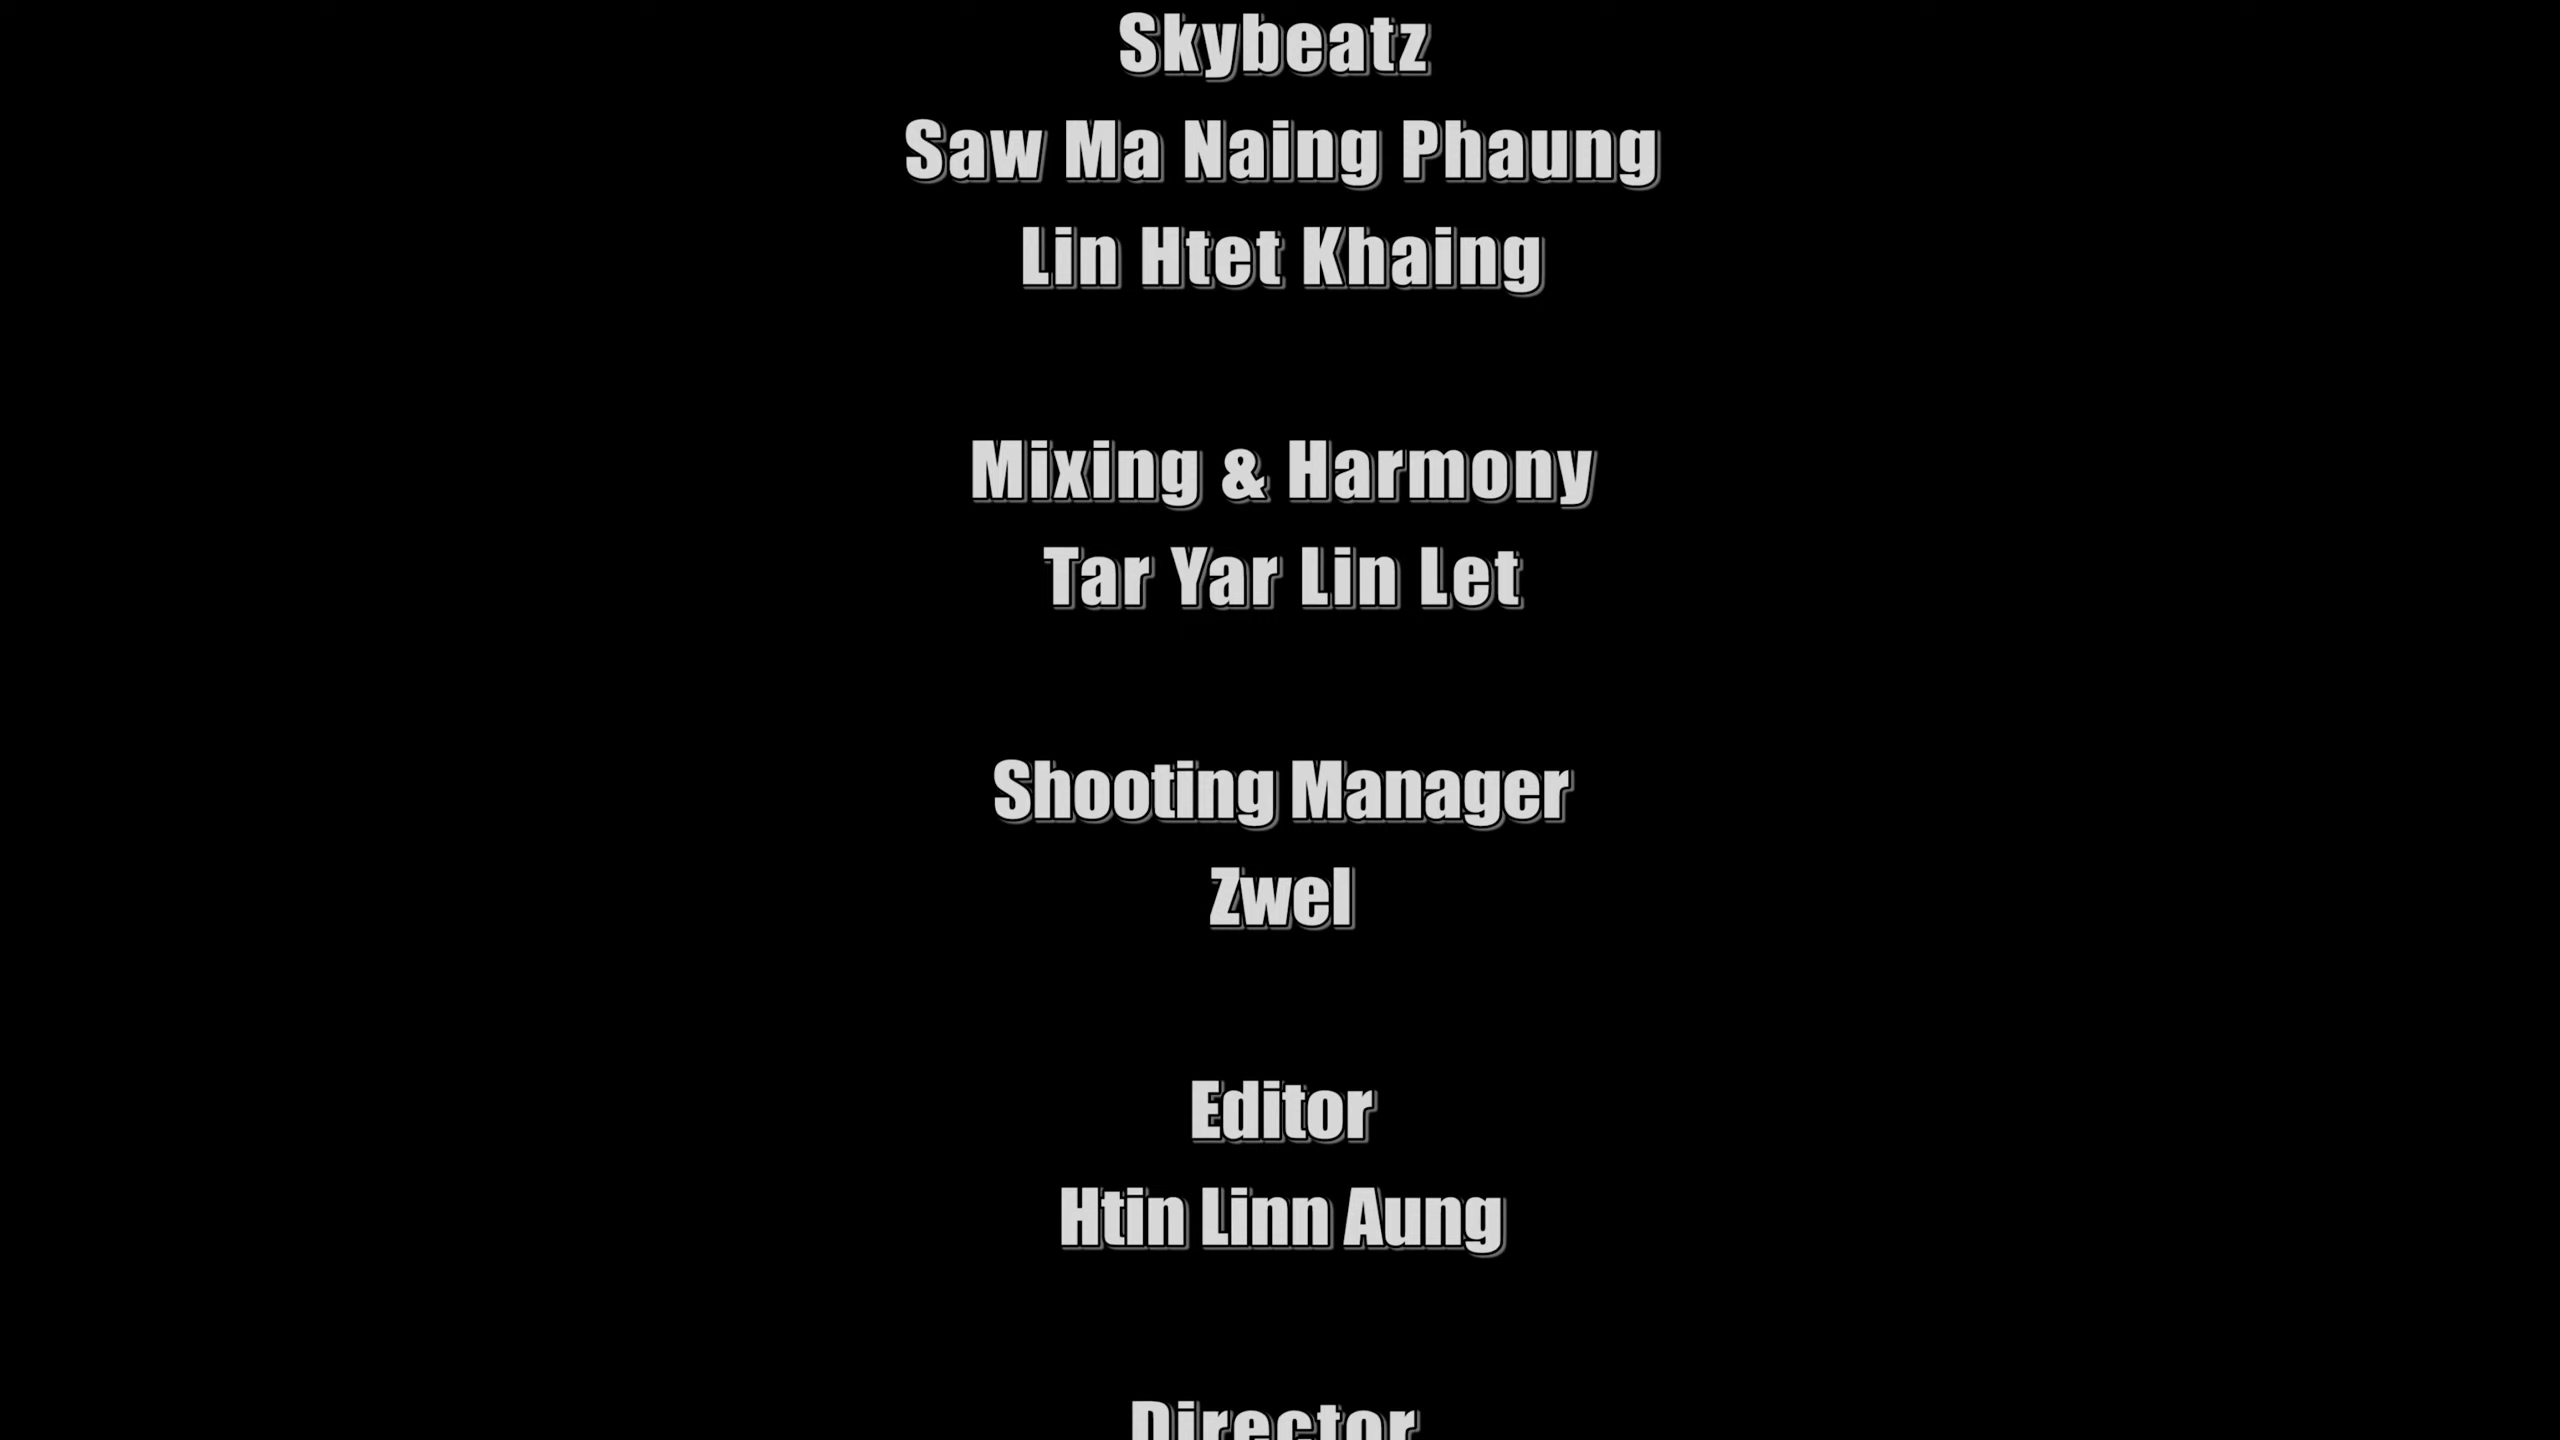 Skybeatz
Saw Ma Naing Phaung
Lin Htet Khaing
Mixing & Harmony
Tar Yar Lin Let
Shooting Manager
Zwel
Editor
Htin Linn Aung
Director